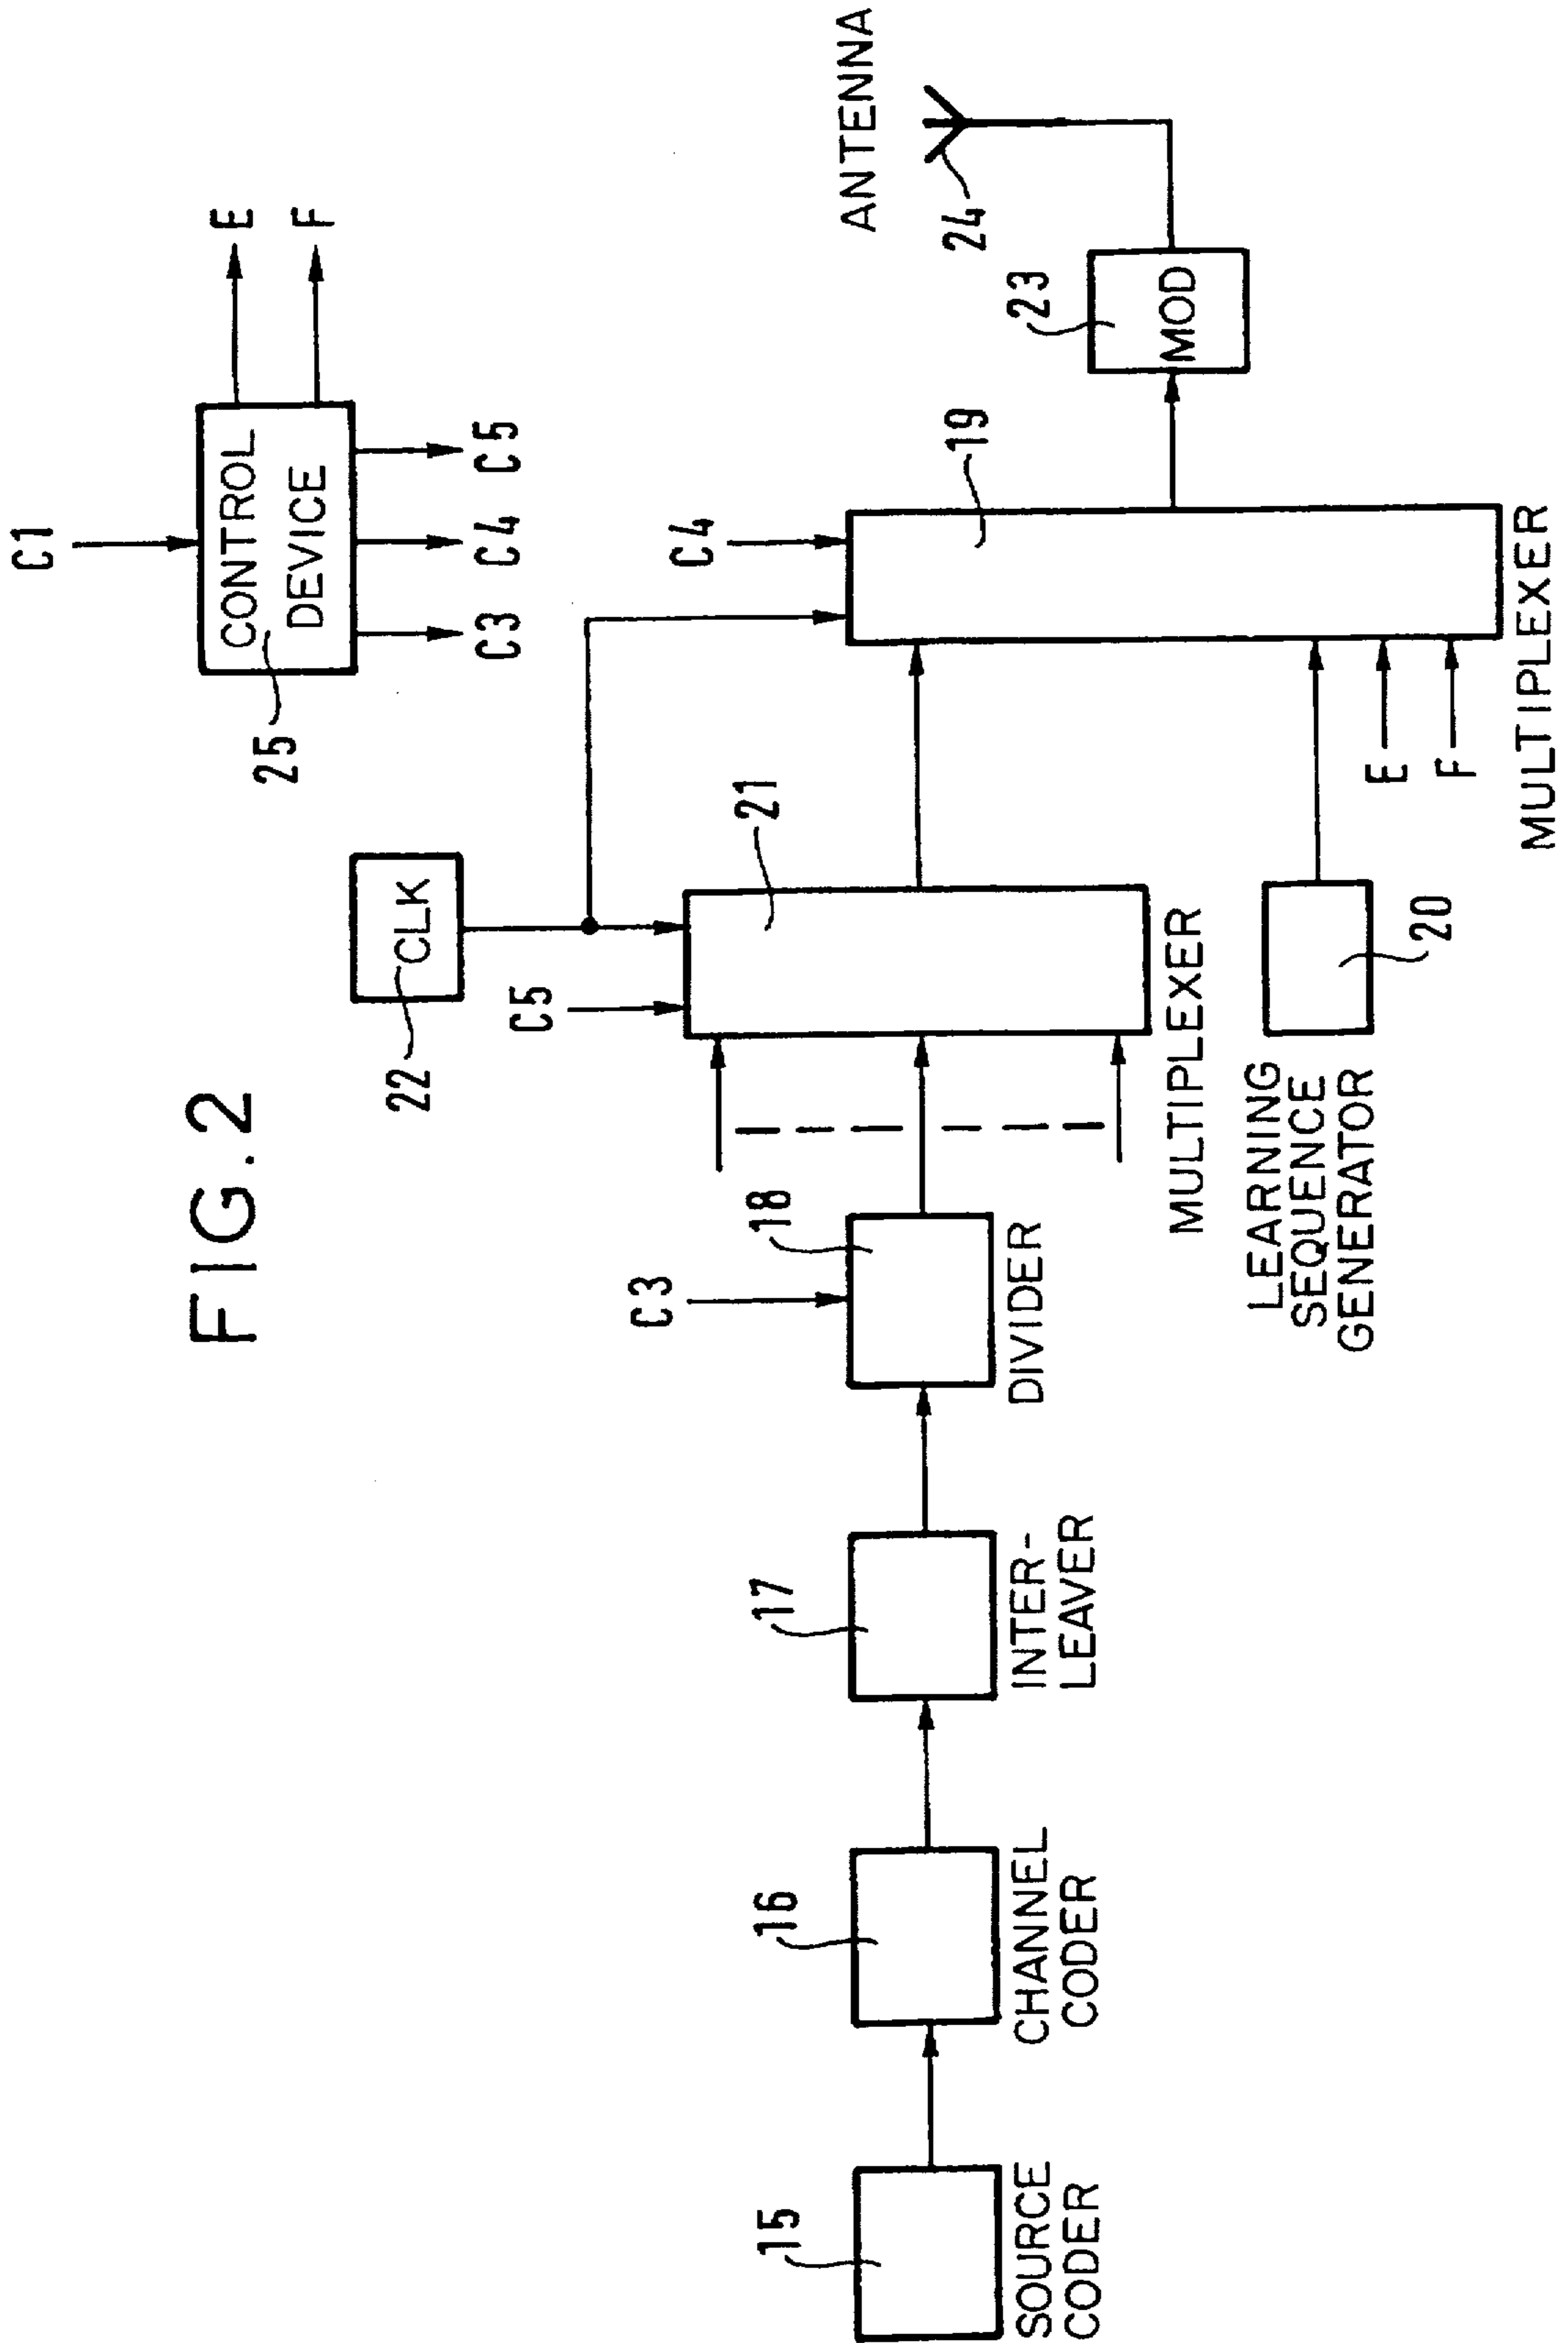 FIG. 2
C1
CONTROL
DEVICE
25
E
F
C3
C4
C5
22
CLK
C5
21
MULTIPLEXER
C4
19
MULTIPLEXER
E
F
23
MOD
24
ANTENNA
15
SOURCE
CODER
16
CHANNEL
CODER
17
INTER-
LEAVER
C3
18
DIVIDER
LEARNING
SEQUENCE
GENERATOR
20